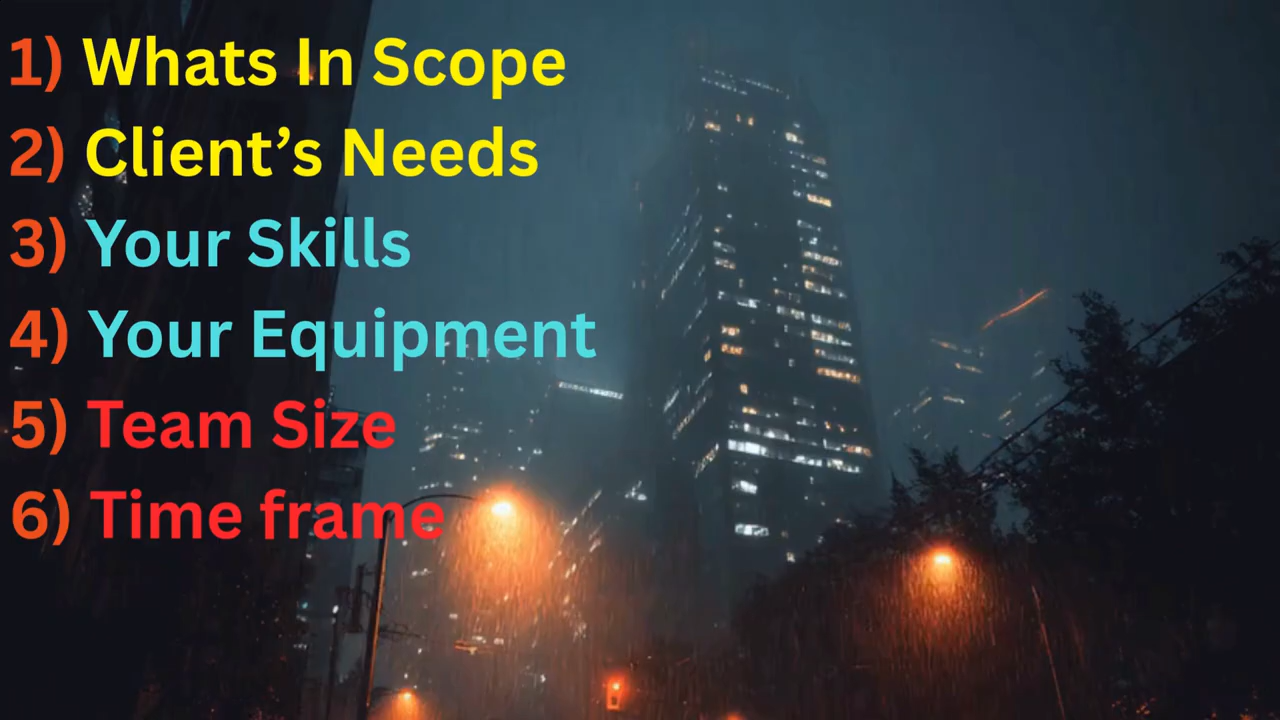 1) Whats In Scope
2) Client’s Needs
3) Your Skills
4) Your Equipment
5) Team Size
6) Time frame